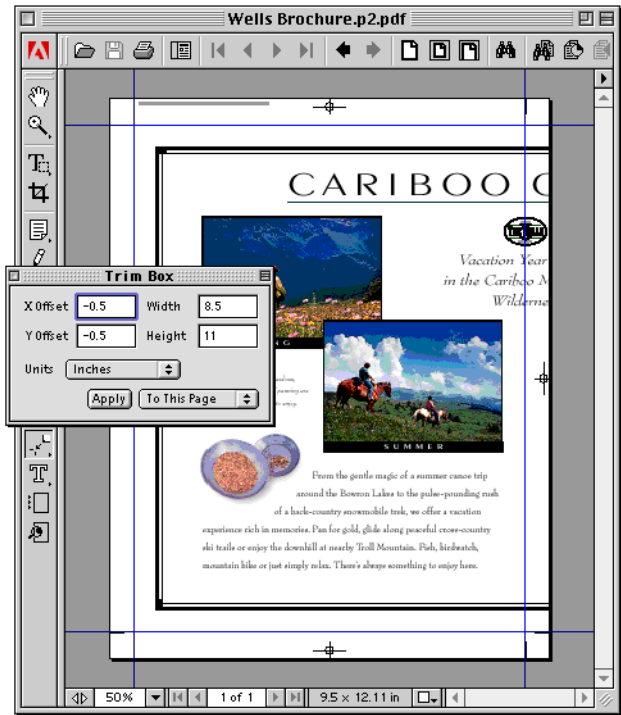 Wells Brochure.p2.pdf
CARIBOO C
Vacation Year
in the Cariboo M
Wilderne
Trim Box
X Offset -0.5 Width 8.5
Y Offset -0.5 Height 11
Units Inches
Apply To This Page
NG
SUMMER
From the gentle magic of a summer canoe trip
around the Bowron Lakes to the pulse-pounding rush
of a back-country snowmobile trek, we offer a vacation
experience rich in memories. Pan for gold, glide along peaceful cross-country
ski trails or enjoy the downhill at nearby Troll Mountain. Fish, birdwatch,
mountain bike or just simply relax. There's always something to enjoy here.
50% 1 of 1 9.5 x 12.11 in